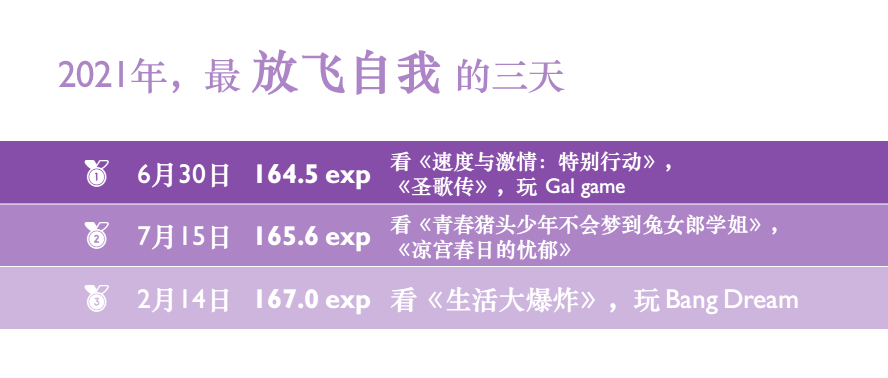 2021年，最 放飞自我 的三天
1 6月30日 164.5 exp 看《速度与激情：特别行动》，
《圣歌传》，玩 Gal game
2 7月15日 165.6 exp 看《青春猪头少年不会梦到兔女郎学姐》，
《凉宫春日的忧郁》
3 2月14日 167.0 exp 看《生活大爆炸》，玩 Bang Dream